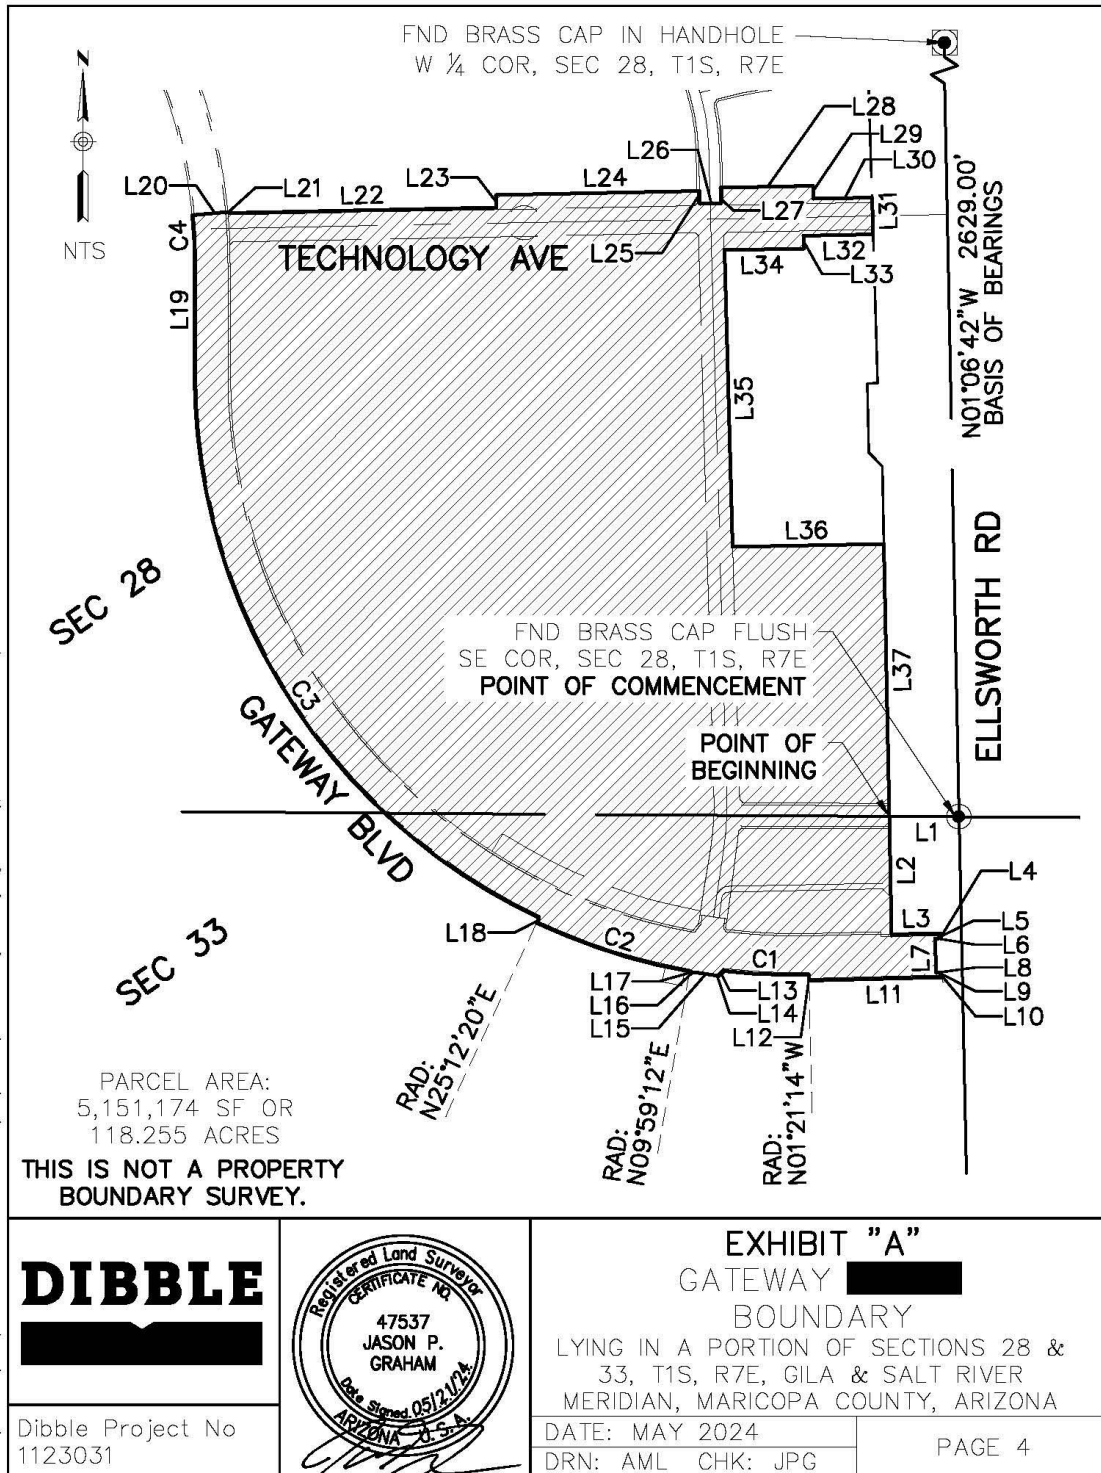 FND BRASS CAP IN HANDHOLE
W ¼ COR, SEC 28, T1S, R7E
N
NTS
L28
L29
L30
L26
L24
L23
L22
L21
L20
C4
L19
L27
L31
L25
L32
L33
L34
TECHNOLOGY AVE
N01°06'42"W 2629.00'
BASIS OF BEARINGS
L35
L36
SEC 28
ELLSWORTH RD
FND BRASS CAP FLUSH
SE COR, SEC 28, T1S, R7E
POINT OF COMMENCEMENT
L37
C3
GATEWAY BLVD
POINT OF
BEGINNING
L1
L2
L3
L4
L5
L6
L7
L8
L9
L10
L11
SEC 33
L18
C2
C1
L17
L16
L15
L13
L14
L12
RAD:
N25°12'20"E
RAD:
N09°59'12"E
RAD:
N01°21'14"W
PARCEL AREA:
5,151,174 SF OR
118.255 ACRES
THIS IS NOT A PROPERTY
BOUNDARY SURVEY.
DIBBLE
Dibble Project No
1123031
Registered Land Surveyor
CERTIFICATE NO.
47537
JASON P.
GRAHAM
Date Signed 05/21/24
ARIZONA U.S.A.
EXHIBIT "A"
GATEWAY
BOUNDARY
LYING IN A PORTION OF SECTIONS 28 &
33, T1S, R7E, GILA & SALT RIVER
MERIDIAN, MARICOPA COUNTY, ARIZONA
DATE: MAY 2024
DRN: AML CHK: JPG
PAGE 4